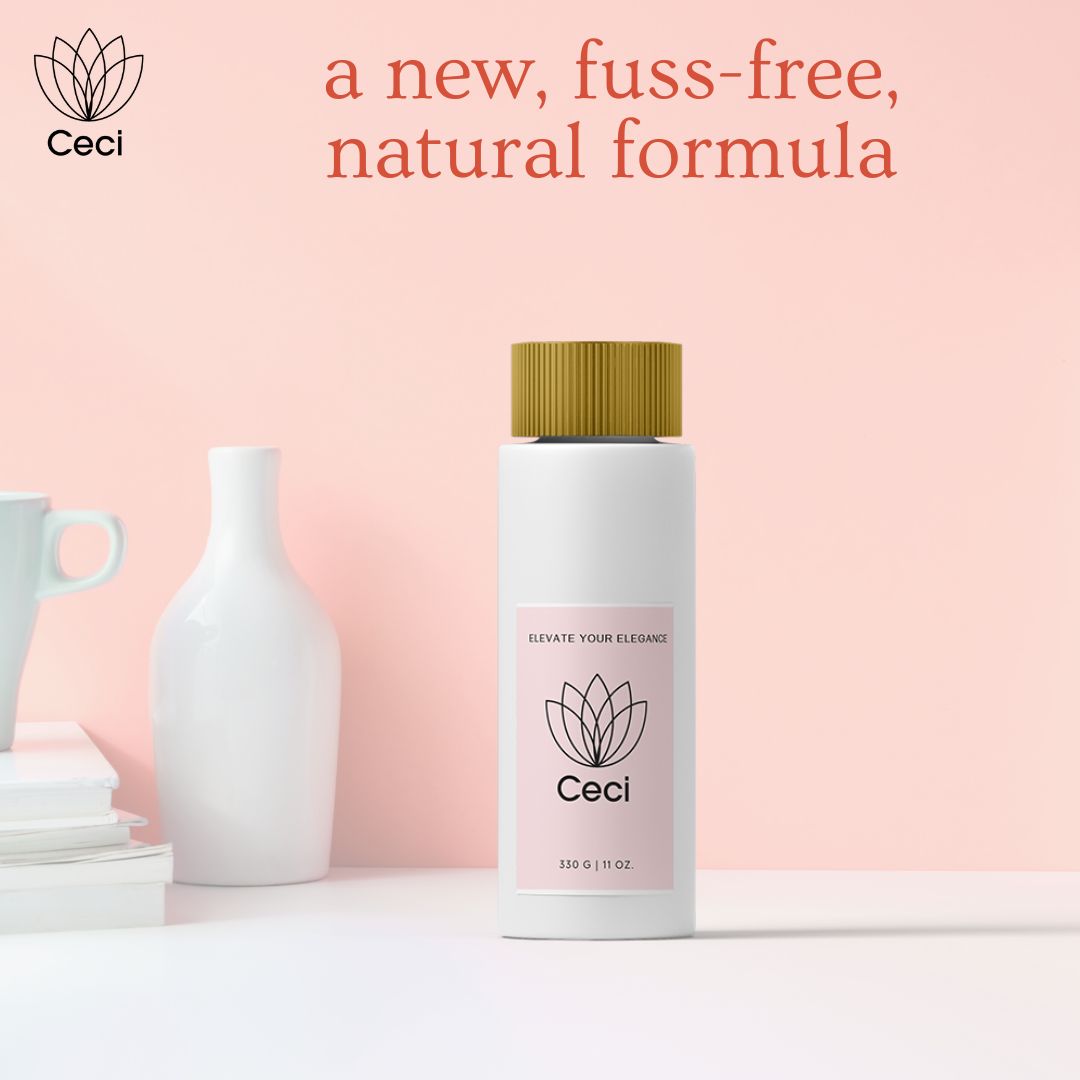 Ceci
a new, fuss-free,
natural formula
ELEVATE YOUR ELEGANCE
Ceci
330 G | 11 OZ.